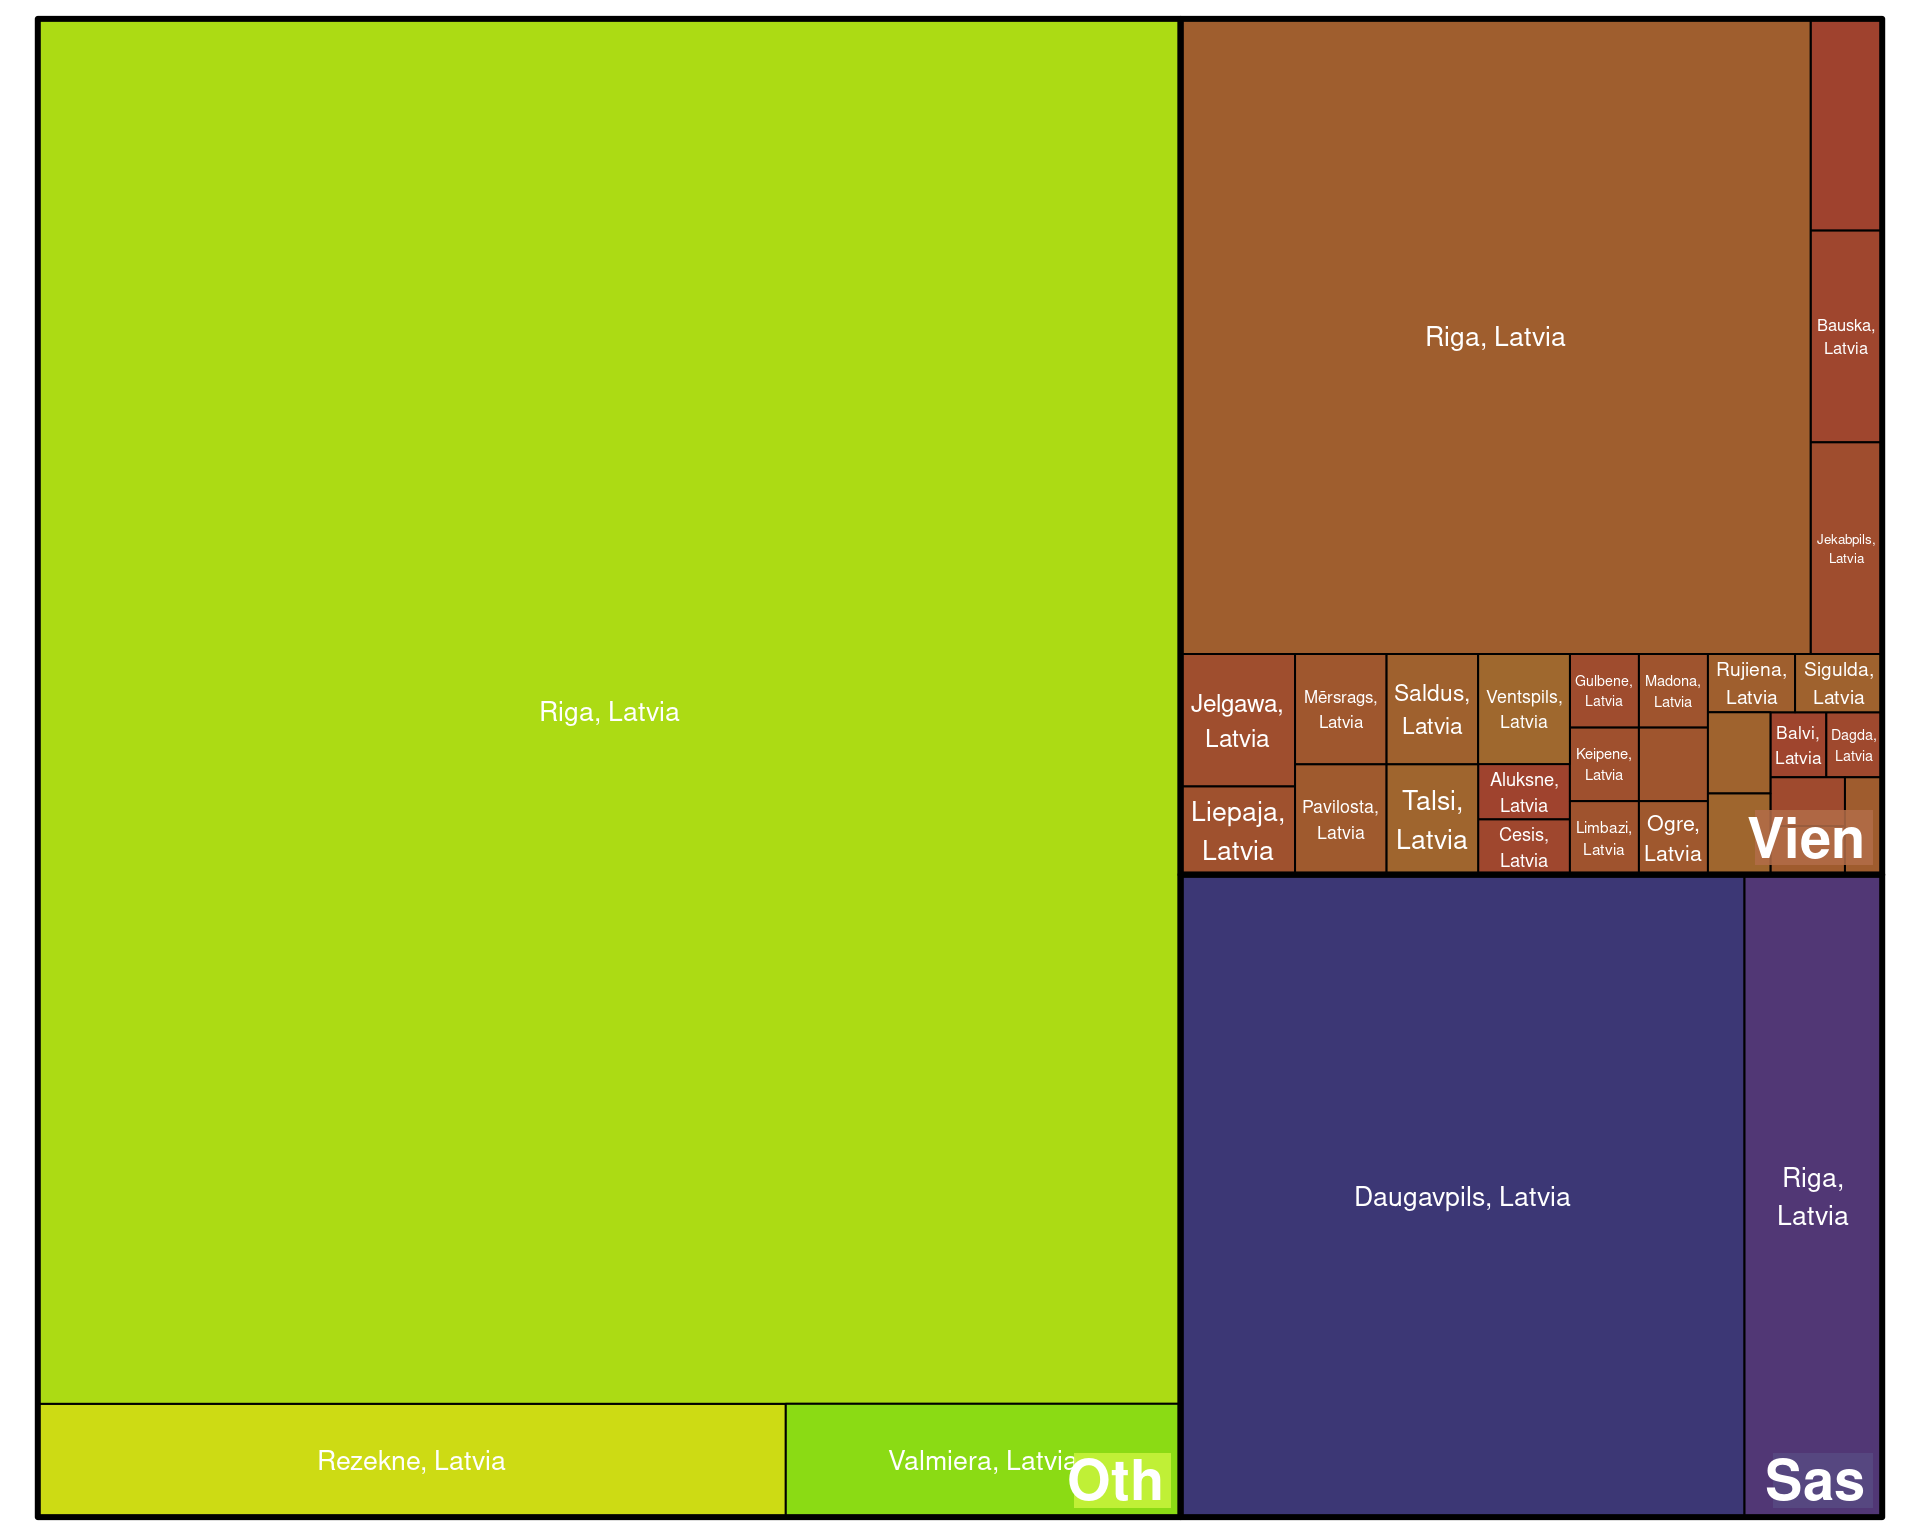 Riga, Latvia
Rezekne, Latvia
Valmiera, Latvia
Oth
Riga, Latvia
Bauska,
Latvia
Jekabpils,
Latvia
Jelgawa,
Latvia
Liepaja,
Latvia
Mērsrags,
Latvia
Pavilosta,
Latvia
Saldus,
Latvia
Talsi,
Latvia
Ventspils,
Latvia
Aluksne,
Latvia
Cesis,
Latvia
Gulbene,
Latvia
Keipene,
Latvia
Limbazi,
Latvia
Madona,
Latvia
Ogre,
Latvia
Rujiena,
Latvia
Sigulda,
Latvia
Balvi,
Latvia
Dagda,
Latvia
Vien
Daugavpils, Latvia
Riga,
Latvia
Sas